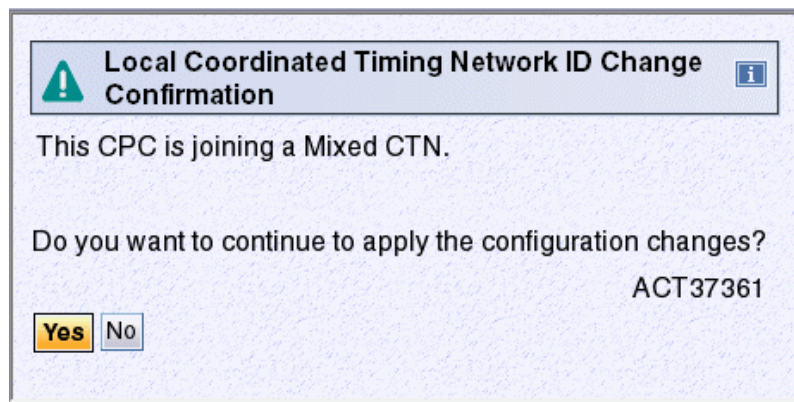 Local Coordinated Timing Network ID Change
Confirmation
This CPC is joining a Mixed CTN.
Do you want to continue to apply the configuration changes?
ACT37361
Yes No